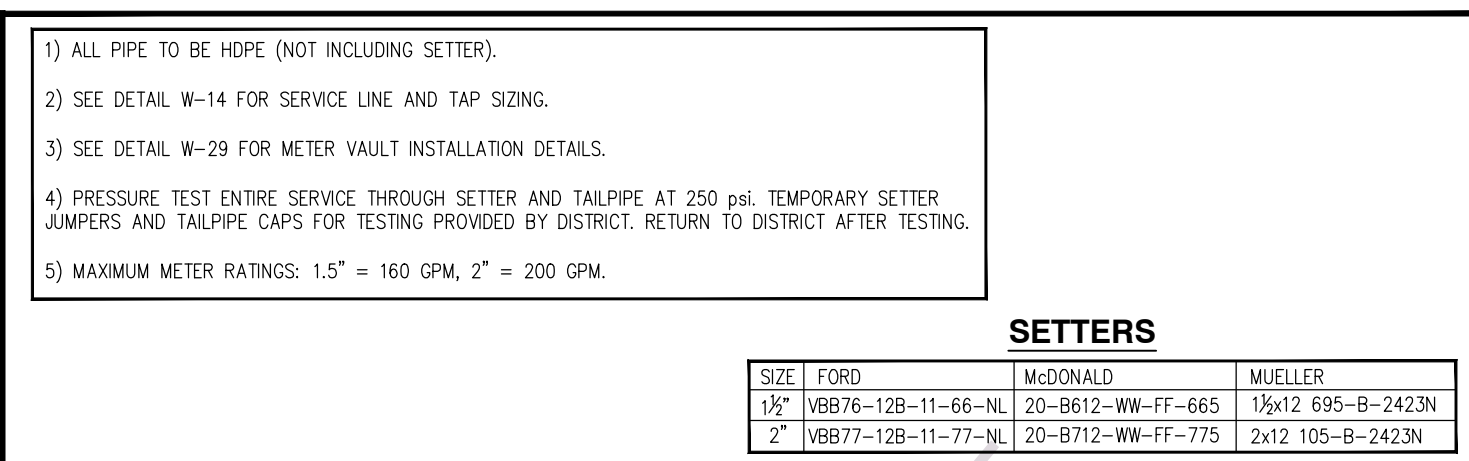 1) ALL PIPE TO BE HDPE (NOT INCLUDING SETTER).
2) SEE DETAIL W-14 FOR SERVICE LINE AND TAP SIZING.
3) SEE DETAIL W-29 FOR METER VAULT INSTALLATION DETAILS.
4) PRESSURE TEST ENTIRE SERVICE THROUGH SETTER AND TAILPIPE AT 250 psi. TEMPORARY SETTER
JUMPERS AND TAILPIPE CAPS FOR TESTING PROVIDED BY DISTRICT. RETURN TO DISTRICT AFTER TESTING.
5) MAXIMUM METER RATINGS: 1.5" = 160 GPM, 2" = 200 GPM.
SETTERS
SIZE FORD McDONALD MUELLER
1½" VBB76-12B-11-66-NL 20-B612-WW-FF-665 1½x12 695-B-2423N
2" VBB77-12B-11-77-NL 20-B712-WW-FF-775 2x12 105-B-2423N